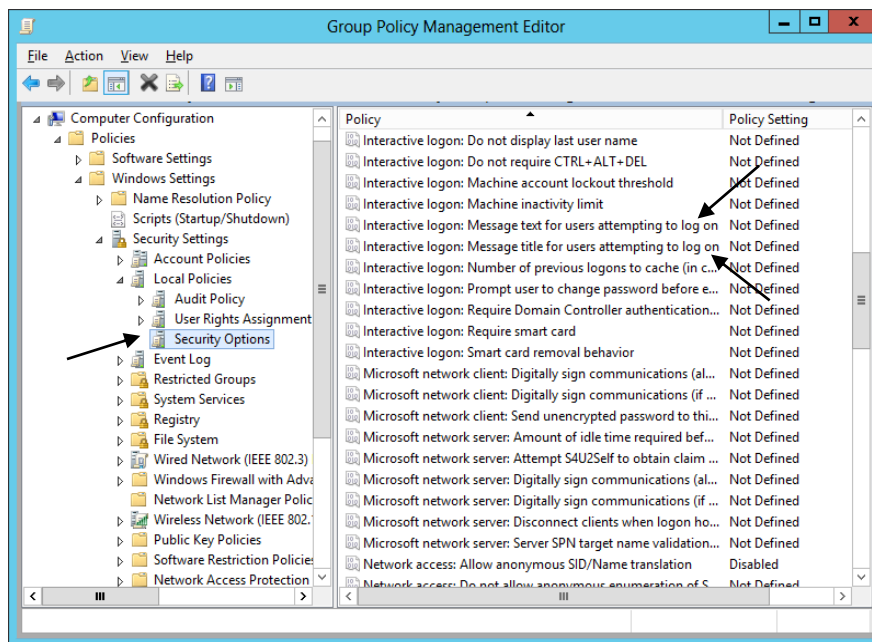 Group Policy Management Editor
File Action View Help
Computer Configuration
Policies
Software Settings
Windows Settings
Name Resolution Policy
Scripts (Startup/Shutdown)
Security Settings
Account Policies
Local Policies
Audit Policy
User Rights Assignment
Security Options
Event Log
Restricted Groups
System Services
Registry
File System
Wired Network (IEEE 802.3)
Windows Firewall with Adva
Network List Manager Polic
Wireless Network (IEEE 802.1
Public Key Policies
Software Restriction Policies
Network Access Protection
Policy Policy Setting
Interactive logon: Do not display last user name Not Defined
Interactive logon: Do not require CTRL+ALT+DEL Not Defined
Interactive logon: Machine account lockout threshold Not Defined
Interactive logon: Machine inactivity limit Not Defined
Interactive logon: Message text for users attempting to log on Not Defined
Interactive logon: Message title for users attempting to log on Not Defined
Interactive logon: Number of previous logons to cache (in c... Not Defined
Interactive logon: Prompt user to change password before e... Not Defined
Interactive logon: Require Domain Controller authentication... Not Defined
Interactive logon: Require smart card Not Defined
Interactive logon: Smart card removal behavior Not Defined
Microsoft network client: Digitally sign communications (al... Not Defined
Microsoft network client: Digitally sign communications (if ... Not Defined
Microsoft network client: Send unencrypted password to thi... Not Defined
Microsoft network server: Amount of idle time required bef... Not Defined
Microsoft network server: Attempt S4U2Self to obtain claim ... Not Defined
Microsoft network server: Digitally sign communications (al... Not Defined
Microsoft network server: Digitally sign communications (if ... Not Defined
Microsoft network server: Disconnect clients when logon ho... Not Defined
Microsoft network server: Server SPN target name validation... Not Defined
Network access: Allow anonymous SID/Name translation Disabled
Network access: Do not allow anonymous enumeration of S... Not Defined